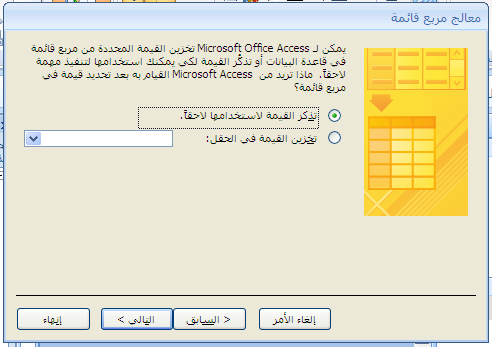 معالج مربع قائمة
يمكن لـ Microsoft Office Access تخزين القيمة المحددة من مربع قائمة
في قاعدة البيانات أو تذكّر القيمة لكي يمكنك استخدامها لتنفيذ مهمة
لاحقاً. ماذا تريد من Microsoft Access القيام به بعد تحديد قيمة في
مربع قائمة؟
تذكر القيمة لاستخدامها لاحقاً.
تخزين القيمة في الحقل:
إلغاء الأمر
< السابق
التالي >
إنهاء